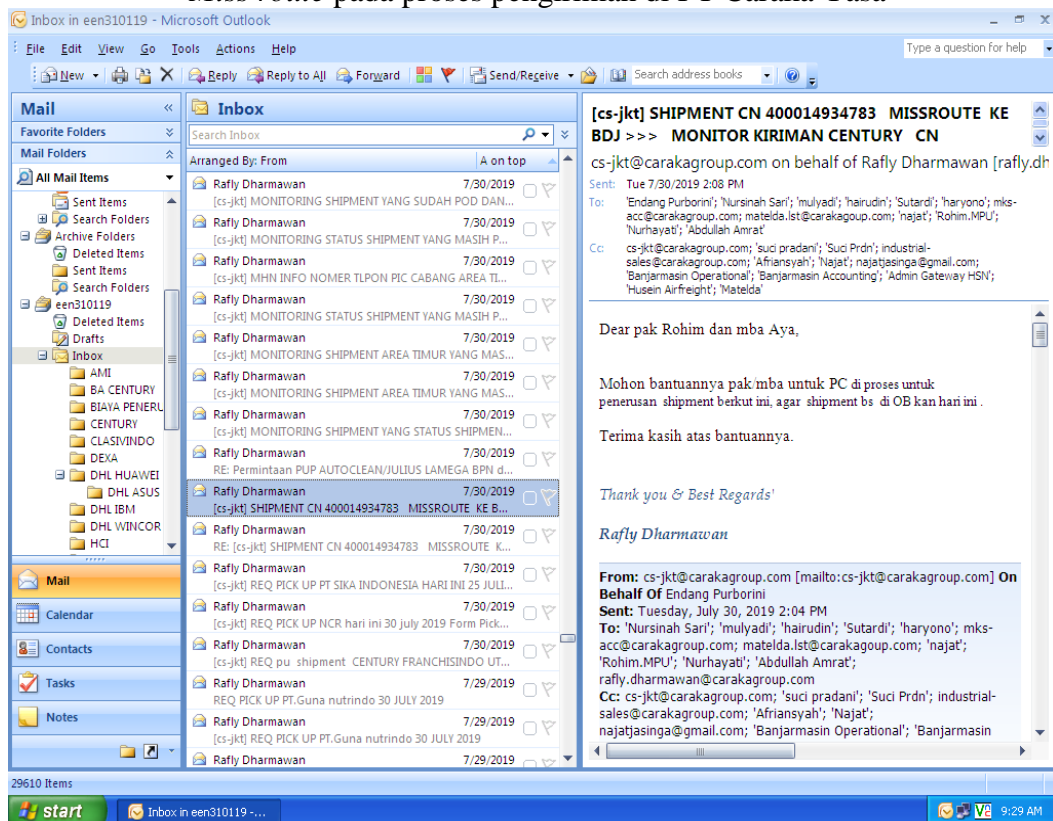 pada proses pengiriman di PT Caraka Yasa
Inbox in een310119 - Microsoft Outlook
File Edit View Go Tools Actions Help
Type a question for help
New Reply Reply to All Forward Send/Receive Search address books
Mail
Favorite Folders
Mail Folders
All Mail Items
Sent Items
Search Folders
Archive Folders
Deleted Items
Sent Items
Search Folders
een310119
Deleted Items
Drafts
Inbox
AMI
BA CENTURY
BIAYA PENERU
CENTURY
CLASIVINDO
DEXA
DHL HUAWEI
DHL ASUS
DHL IBM
DHL WINCOR
HCI
Mail
Calendar
Contacts
Tasks
Notes
Inbox
Search Inbox
Arranged By: From A on top
Rafly Dharmawan 7/30/2019
[cs-jkt] MONITORING SHIPMENT YANG SUDAH POD DAN...
Rafly Dharmawan 7/30/2019
[cs-jkt] MONITORING STATUS SHIPMENT YANG MASIH P...
Rafly Dharmawan 7/30/2019
[cs-jkt] MHN INFO NOMER TLPON PIC CABANG AREA TI...
Rafly Dharmawan 7/30/2019
[cs-jkt] MONITORING STATUS SHIPMENT YANG MASIH P...
Rafly Dharmawan 7/30/2019
[cs-jkt] MONITORING SHIPMENT AREA TIMUR YANG MAS...
Rafly Dharmawan 7/30/2019
[cs-jkt] MONITORING SHIPMENT AREA TIMUR YANG MAS...
Rafly Dharmawan 7/30/2019
[cs-jkt] MONITORING SHIPMENT YANG STATUS SHIPMEN...
Rafly Dharmawan 7/30/2019
RE: Permintaan PUP AUTOCLEAN/JULIUS LAMEGA BPN d...
Rafly Dharmawan 7/30/2019
[cs-jkt] SHIPMENT CN 400014934783 MISSROUTE KE B...
Rafly Dharmawan 7/30/2019
RE: [cs-jkt] SHIPMENT CN 400014934783 MISSROUTE K...
Rafly Dharmawan 7/30/2019
[cs-jkt] REQ PICK UP PT SIKA INDONESIA HARI INI 25 JULI...
Rafly Dharmawan 7/30/2019
[cs-jkt] REQ PICK UP NCR hari ini 30 july 2019 Form Pick...
Rafly Dharmawan 7/30/2019
[cs-jkt] REQ pu shipment CENTURY FRANCHISINDO UT...
Rafly Dharmawan 7/29/2019
REQ PICK UP PT.Guna nutrindo 30 JULY 2019
Rafly Dharmawan 7/29/2019
[cs-jkt] REQ PICK UP PT.Guna nutrindo 30 JULY 2019
Rafly Dharmawan 7/29/2019
[cs-jkt] SHIPMENT CN 400014934783 MISSROUTE KE
BDJ >>> MONITOR KIRIMAN CENTURY CN
cs-jkt@carakagroup.com on behalf of Rafly Dharmawan [rafly.dh
Sent: Tue 7/30/2019 2:08 PM
To: 'Endang Purborini'; 'Nursinah Sari'; 'mulyadi'; 'hairudin'; 'Sutardi'; 'haryono'; mks-
acc@carakagroup.com; matelda.lst@carakagoup.com; 'najat'; 'Rohim.MPU';
'Nurhayati'; 'Abdullah Amrat'
Cc: cs-jkt@carakagroup.com; 'suci pradani'; 'Suci Prdn'; industrial-
sales@carakagroup.com; 'Afriansyah'; 'Najat'; najatjasinga@gmail.com;
'Banjarmasin Operational'; 'Banjarmasin Accounting'; 'Admin Gateway HSN';
'Husein Airfreight'; 'Matelda'
Dear pak Rohim dan mba Aya,
Mohon bantuannya pak/mba untuk PC di proses untuk
penerusan shipment berkut ini, agar shipment bs di OB kan hari ini .
Terima kasih atas bantuannya.
Thank you & Best Regards'
Rafly Dharmawan
From: cs-jkt@carakagroup.com [mailto:cs-jkt@carakagroup.com] On
Behalf Of Endang Purborini
Sent: Tuesday, July 30, 2019 2:04 PM
To: 'Nursinah Sari'; 'mulyadi'; 'hairudin'; 'Sutardi'; 'haryono'; mks-
acc@carakagroup.com; matelda.lst@carakagoup.com; 'najat';
'Rohim.MPU'; 'Nurhayati'; 'Abdullah Amrat';
rafly.dharmawan@carakagroup.com
Cc: cs-jkt@carakagroup.com; 'suci pradani'; 'Suci Prdn'; industrial-
sales@carakagroup.com; 'Afriansyah'; 'Najat';
najatjasinga@gmail.com; 'Banjarmasin Operational'; 'Banjarmasin
29610 Items
start Inbox in een310119 -... 9:29 AM